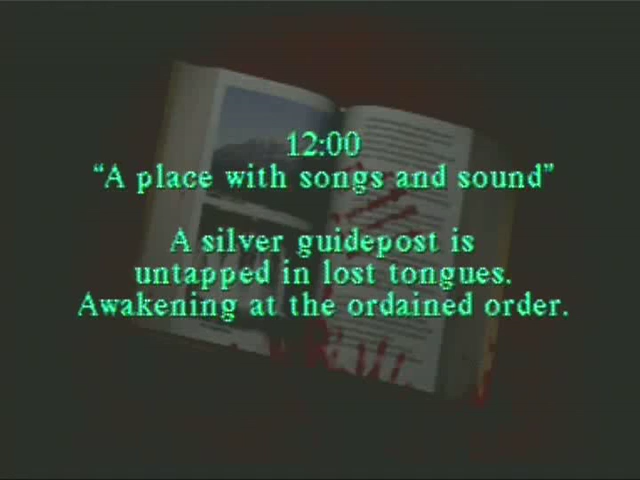 12:00
“A place with songs and sound”
A silver guidepost is
untapped in lost tongues.
Awakening at the ordained order.